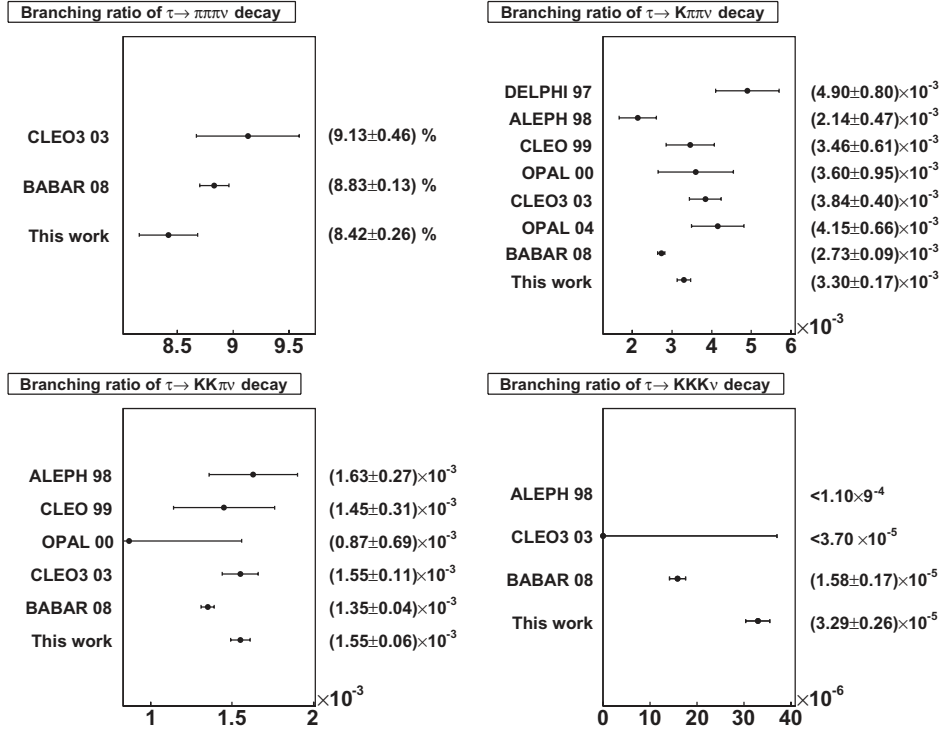 Branching ratio of τ→ πππν decay
CLEO3 03 (9.13±0.46) %
BABAR 08 (8.83±0.13) %
This work (8.42±0.26) %
8.5 9 9.5
Branching ratio of τ→ Kππν decay
DELPHI 97 (4.90±0.80)×10⁻³
ALEPH 98 (2.14±0.47)×10⁻³
CLEO 99 (3.46±0.61)×10⁻³
OPAL 00 (3.60±0.95)×10⁻³
CLEO3 03 (3.84±0.40)×10⁻³
OPAL 04 (4.15±0.66)×10⁻³
BABAR 08 (2.73±0.09)×10⁻³
This work (3.30±0.17)×10⁻³
×10⁻³
2 3 4 5 6
Branching ratio of τ→ KKπν decay
ALEPH 98 (1.63±0.27)×10⁻³
CLEO 99 (1.45±0.31)×10⁻³
OPAL 00 (0.87±0.69)×10⁻³
CLEO3 03 (1.55±0.11)×10⁻³
BABAR 08 (1.35±0.04)×10⁻³
This work (1.55±0.06)×10⁻³
×10⁻³
1 1.5 2
Branching ratio of τ→ KKKν decay
ALEPH 98 <1.10×9⁻⁴
CLEO3 03 <3.70 ×10⁻⁵
BABAR 08 (1.58±0.17)×10⁻⁵
This work (3.29±0.26)×10⁻⁵
×10⁻⁶
0 10 20 30 40